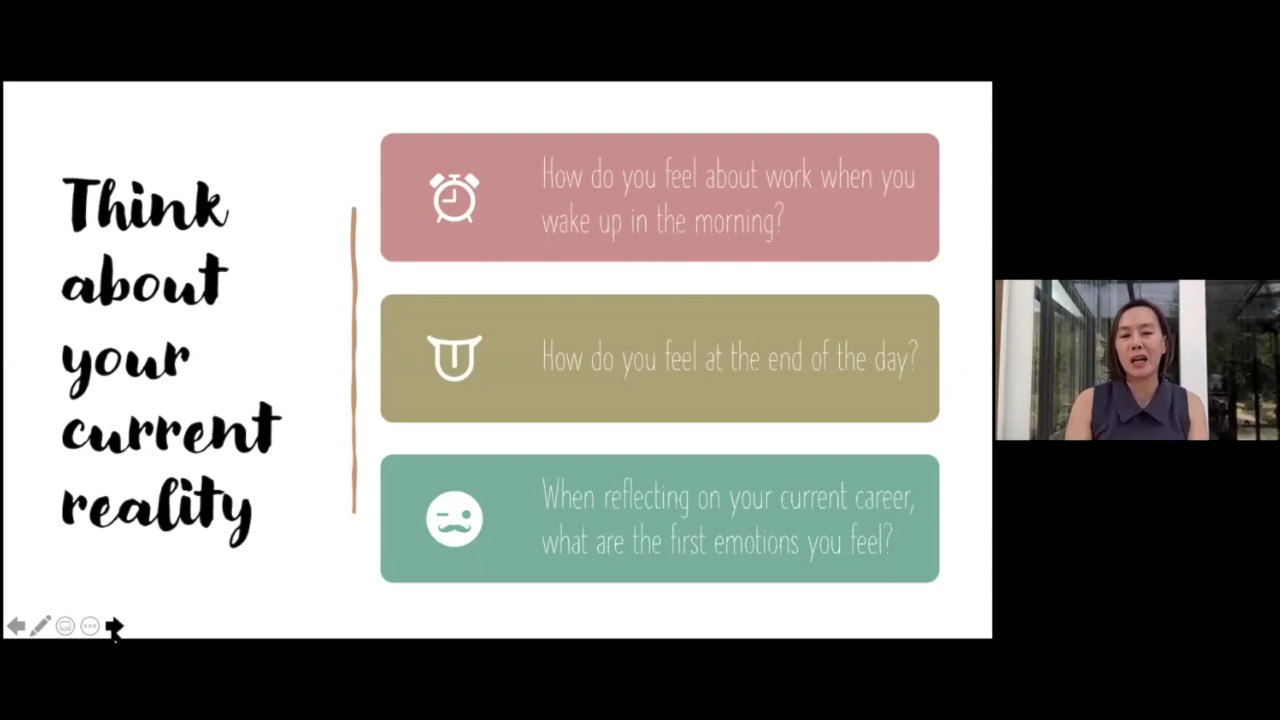 Think
about
your
current
reality
How do you feel about work when you
wake up in the morning?
How do you feel at the end of the day?
When reflecting on your current career,
what are the first emotions you feel?